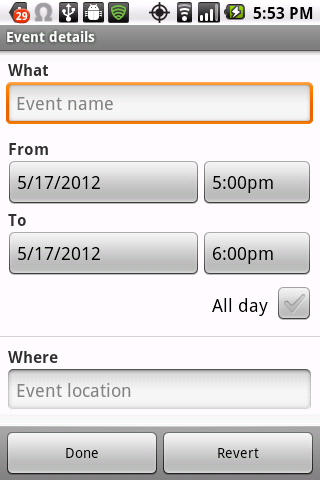 29 5:53 PM
Event details
What
Event name
From
5/17/2012 5:00pm
To
5/17/2012 6:00pm
All day
Where
Event location
Done Revert